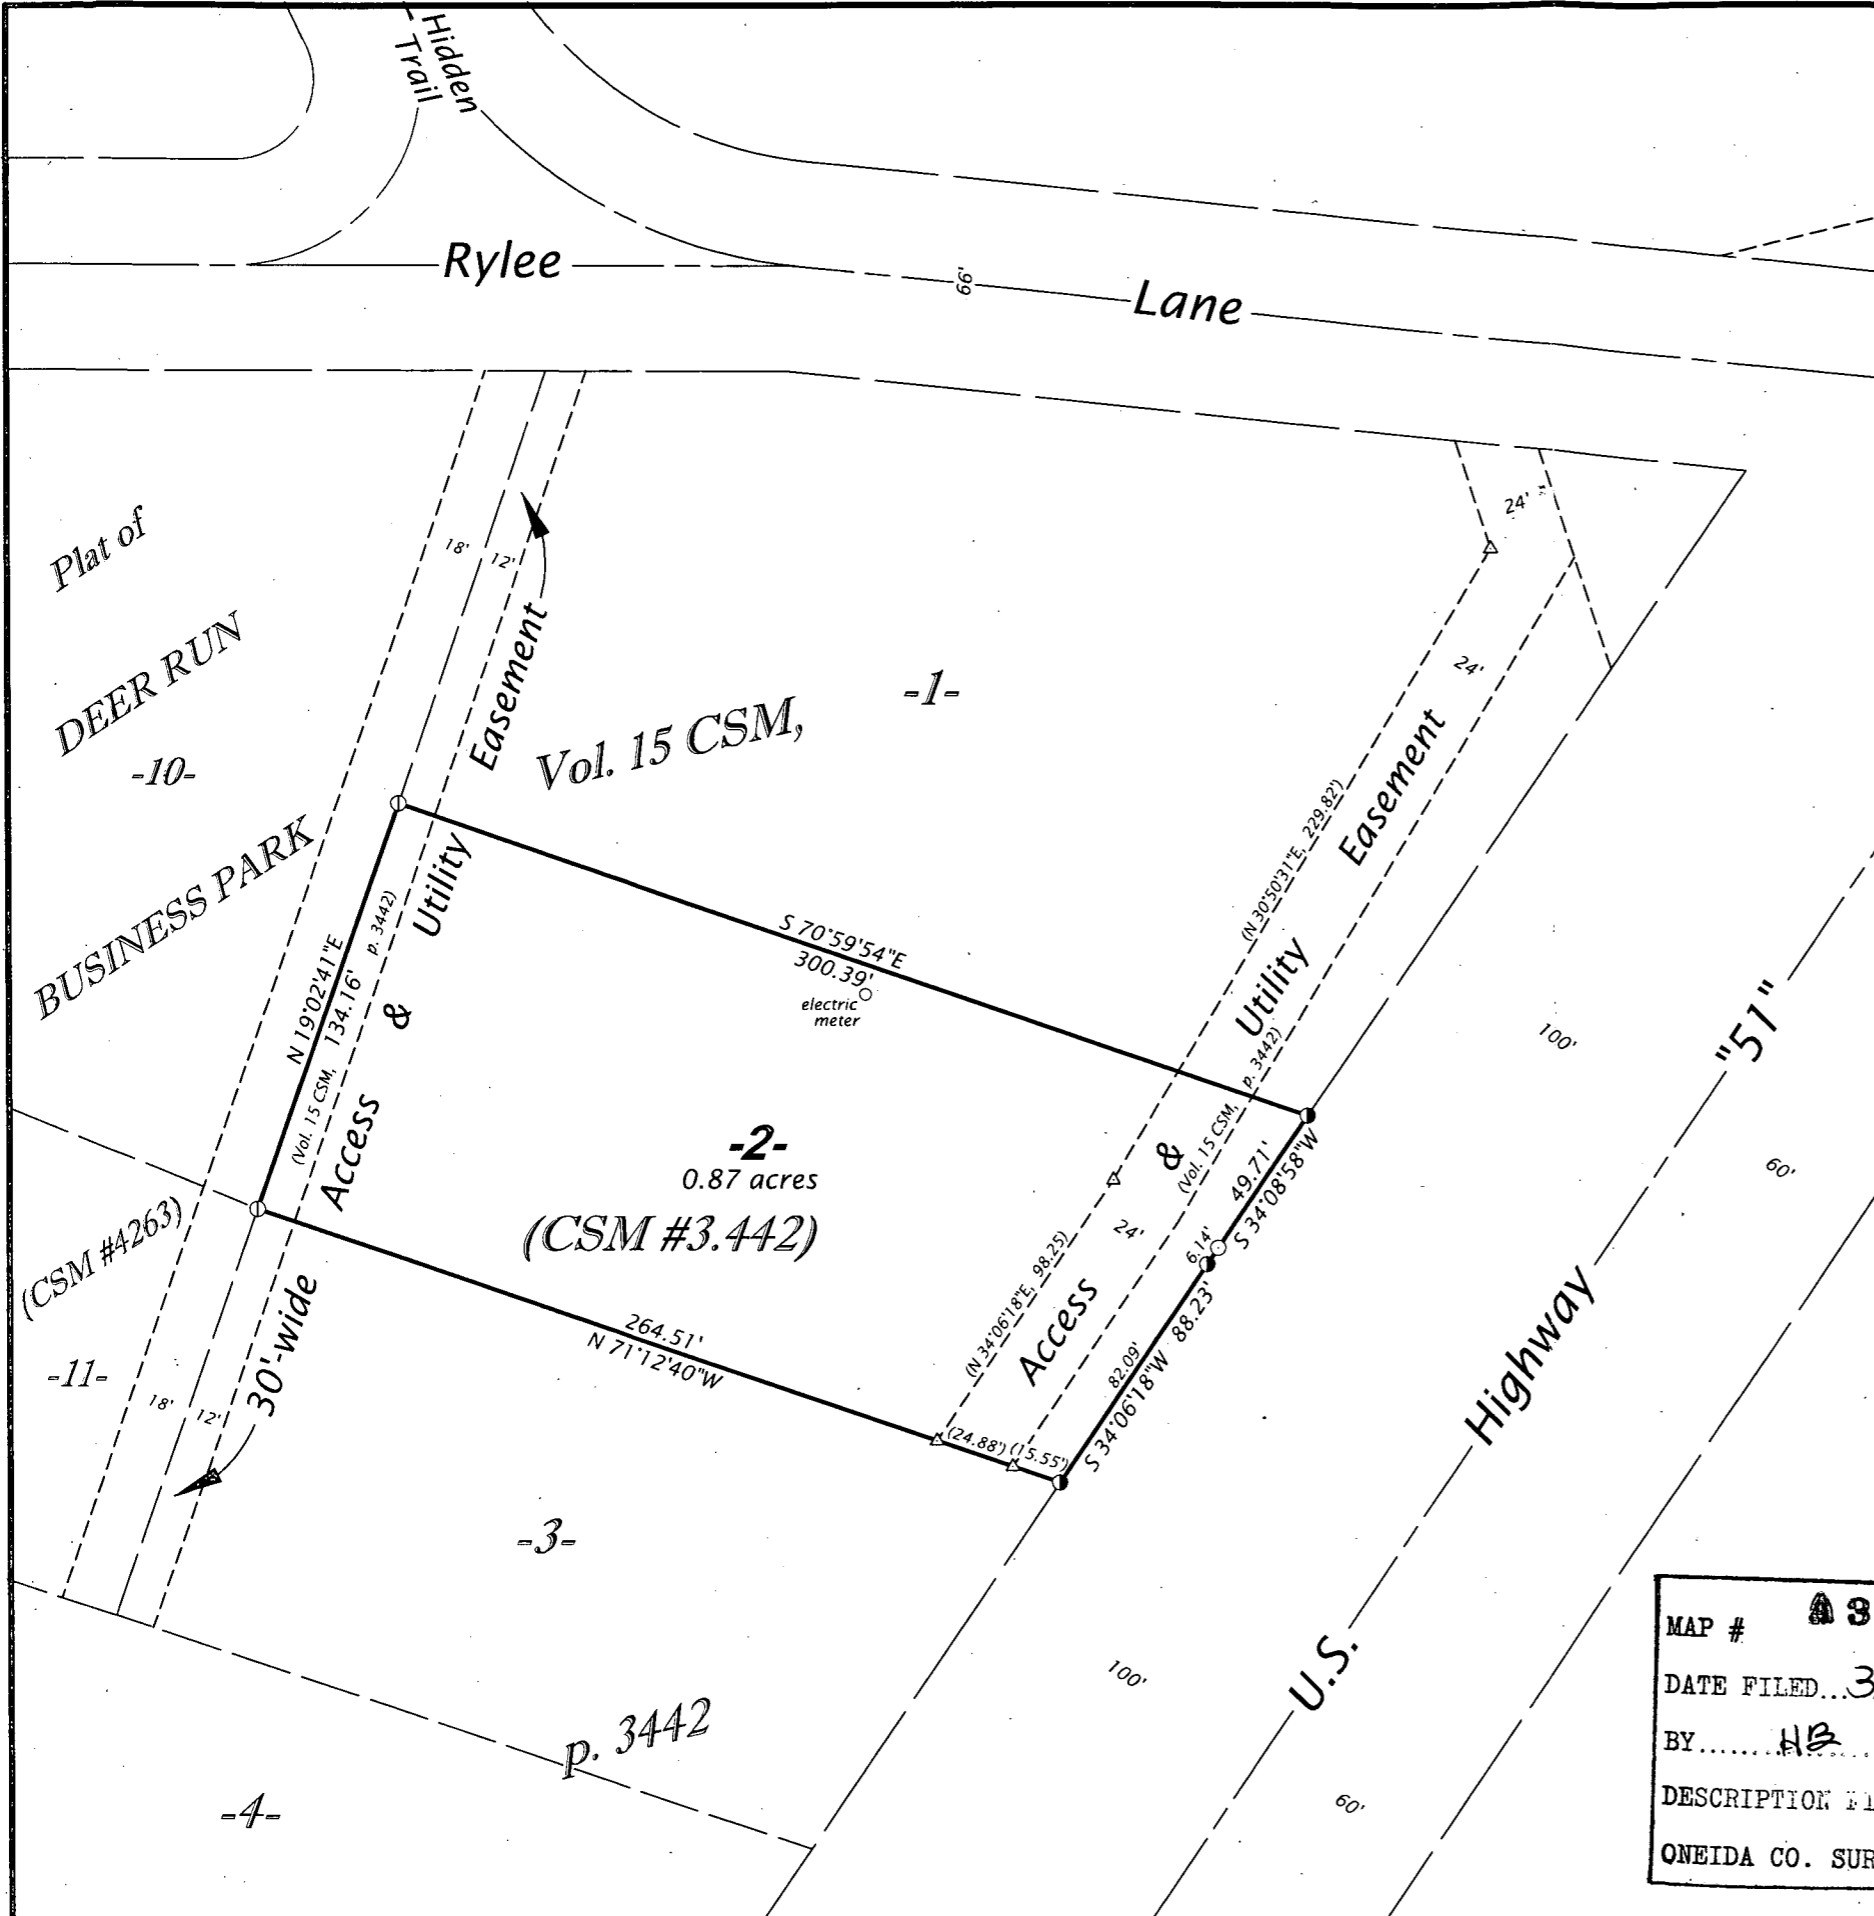 Hidden
Trail
Rylee
66'
Lane
24'
18' 12'
Plat of
DEER RUN
-10-
BUSINESS PARK
Easement
Utility
&
Access
30'-wide
Vol. 15 CSM,
-1-
24'
(N 30°50'31"E, 229.82')
Easement
Utility
&
Access
N 19°02'41"E
134.16'
(Vol. 15 CSM, p. 3442)
S 70°59'54"E
300.39'
electric
meter
(Vol. 15 CSM, p. 3442)
100'
"51"
60'
-2-
0.87 acres
(CSM #3.442)
49.71'
S 34°08'58"W
6.14'
24'
(N 34°06'18"E, 98.25)
82.09'
88.23'
S 34°06'18"W
(CSM #4263)
-11-
18' 12'
264.51'
N 71°12'40"W
(24.88') (15.55')
Highway
U.S.
-3-
100'
p. 3442
60'
-4-
MAP # 3
DATE FILED...3
BY....... HB
DESCRIPTION
ONEIDA CO. SUR